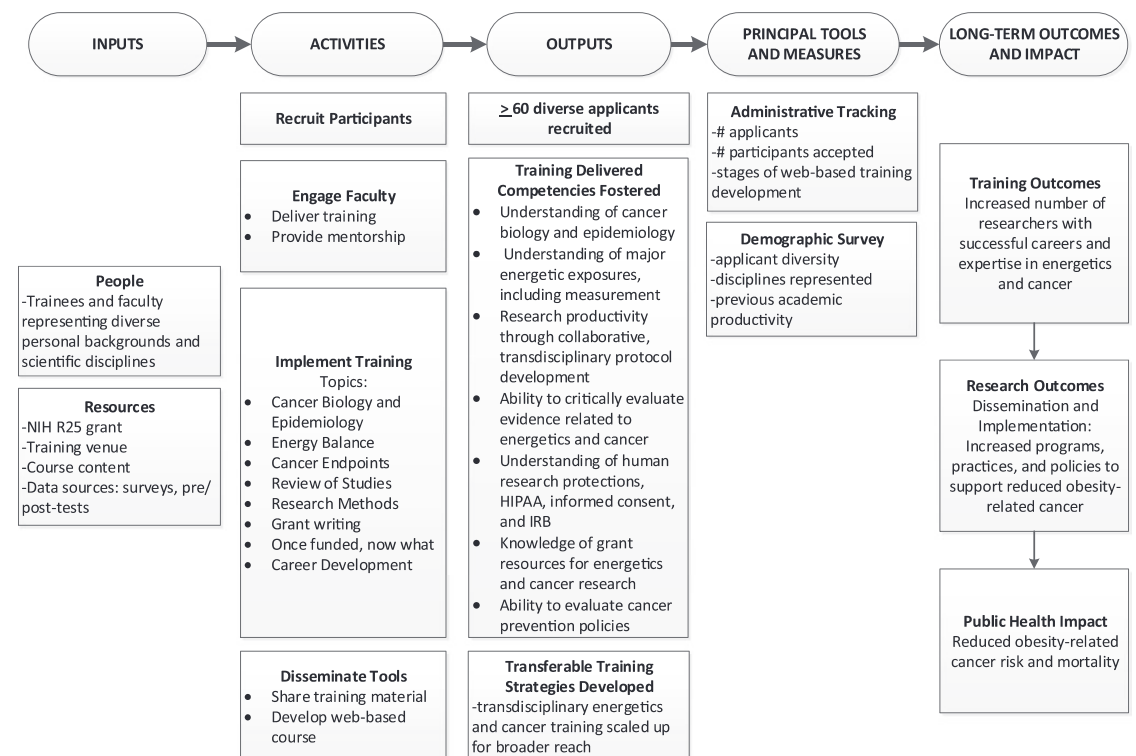 INPUTS
ACTIVITIES
OUTPUTS
PRINCIPAL TOOLS
AND MEASURES
LONG-TERM OUTCOMES
AND IMPACT
People
-Trainees and faculty
representing diverse
personal backgrounds and
scientific disciplines
Resources
-NIH R25 grant
-Training venue
-Course content
-Data sources: surveys, pre/
post-tests
Recruit Participants
Engage Faculty
• Deliver training
• Provide mentorship
Implement Training
Topics:
• Cancer Biology and
Epidemiology
• Energy Balance
• Cancer Endpoints
• Review of Studies
• Research Methods
• Grant writing
• Once funded, now what
• Career Development
Disseminate Tools
• Share training material
• Develop web-based
course
≥ 60 diverse applicants
recruited
Training Delivered
Competencies Fostered
• Understanding of cancer
biology and epidemiology
• Understanding of major
energetic exposures,
including measurement
• Research productivity
through collaborative,
transdisciplinary protocol
development
• Ability to critically evaluate
evidence related to
energetics and cancer
• Understanding of human
research protections,
HIPAA, informed consent,
and IRB
• Knowledge of grant
resources for energetics
and cancer research
• Ability to evaluate cancer
prevention policies
Transferable Training
Strategies Developed
-transdisciplinary energetics
and cancer training scaled up
for broader reach
Administrative Tracking
-# applicants
-# participants accepted
-stages of web-based training
development
Demographic Survey
-applicant diversity
-disciplines represented
-previous academic
productivity
Training Outcomes
Increased number of
researchers with
successful careers and
expertise in energetics
and cancer
Research Outcomes
Dissemination and
Implementation:
Increased programs,
practices, and policies to
support reduced obesity-
related cancer
Public Health Impact
Reduced obesity-related
cancer risk and mortality